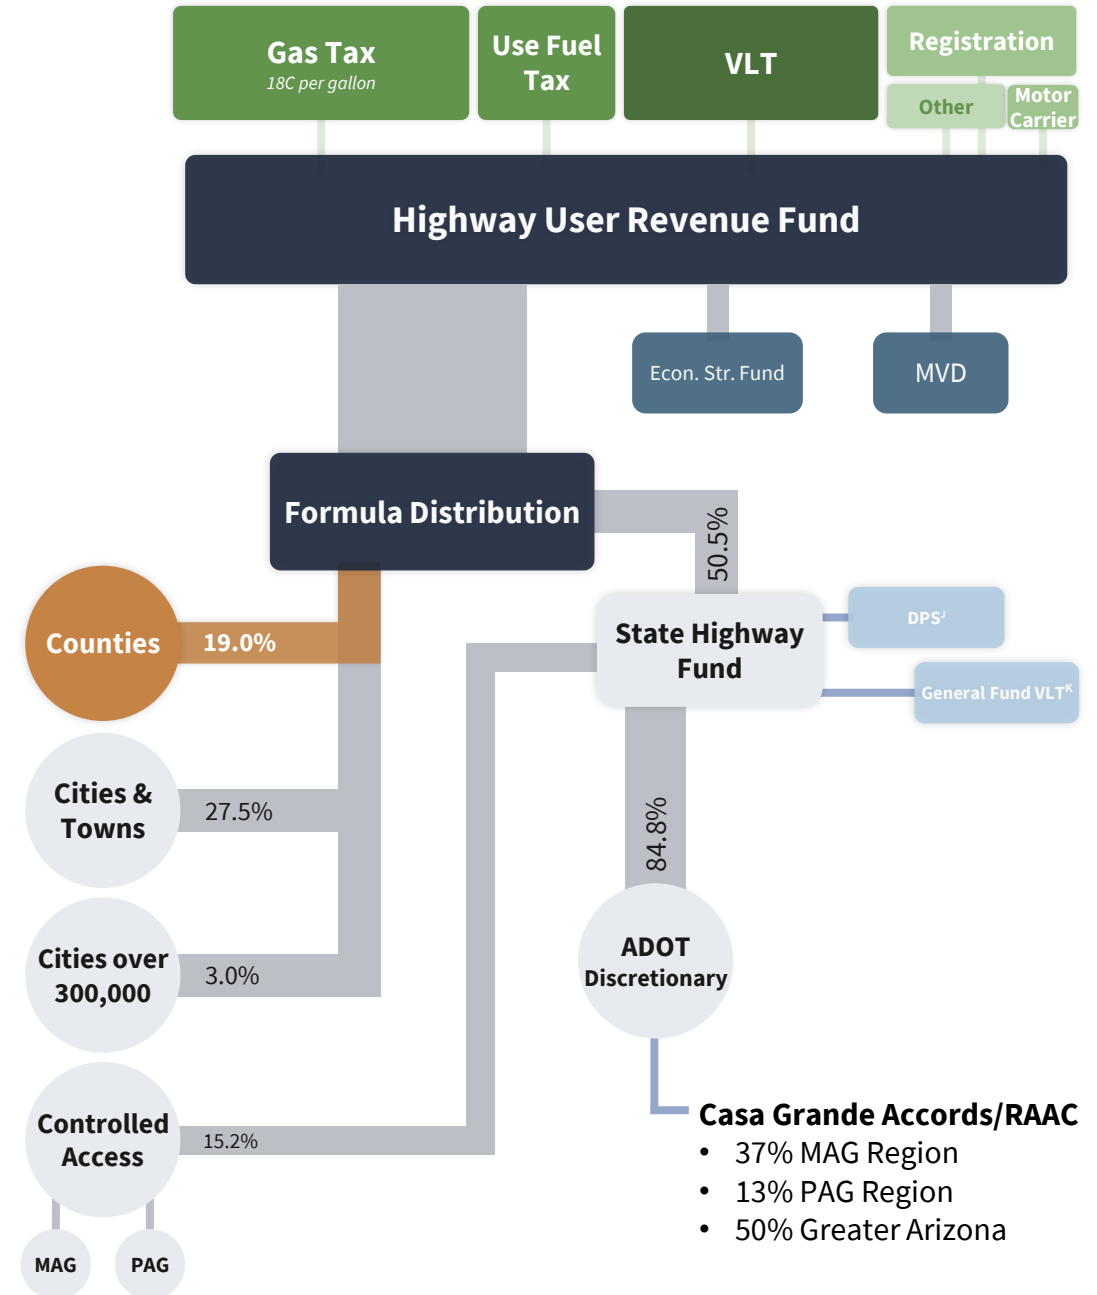 Gas Tax
18C per gallon
Use Fuel
Tax
VLT
Registration
Other
Motor
Carrier
Highway User Revenue Fund
Econ. Str. Fund
MVD
Formula Distribution
50.5%
Counties
19.0%
State Highway
Fund
DPSᴶ
General Fund VLTᴷ
Cities &
Towns
27.5%
84.8%
Cities over
300,000
3.0%
ADOT
Discretionary
Controlled
Access
15.2%
MAG
PAG
Casa Grande Accords/RAAC
• 37% MAG Region
• 13% PAG Region
• 50% Greater Arizona